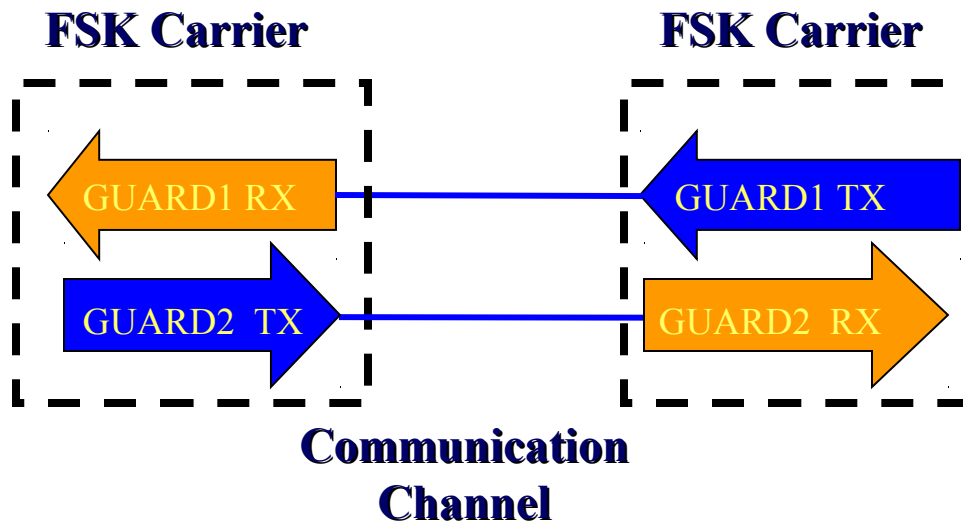 FSK Carrier
FSK Carrier
GUARD1 RX
GUARD1 TX
GUARD2 TX
GUARD2 RX
Communication
Channel